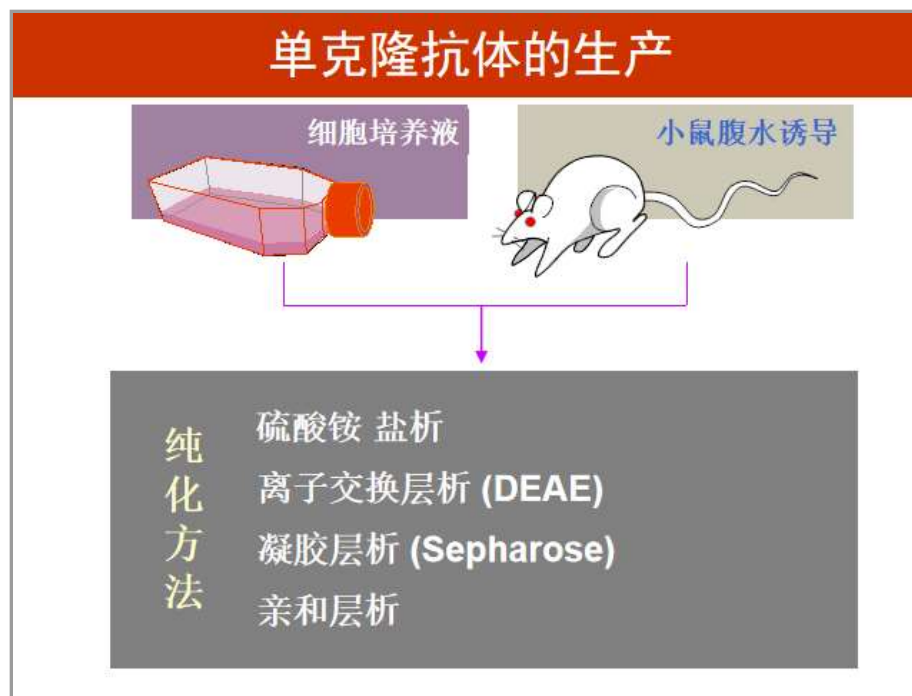 单克隆抗体的生产
细胞培养液
小鼠腹水诱导
纯化方法
硫酸铵 盐析
离子交换层析 (DEAE)
凝胶层析 (Sepharose)
亲和层析